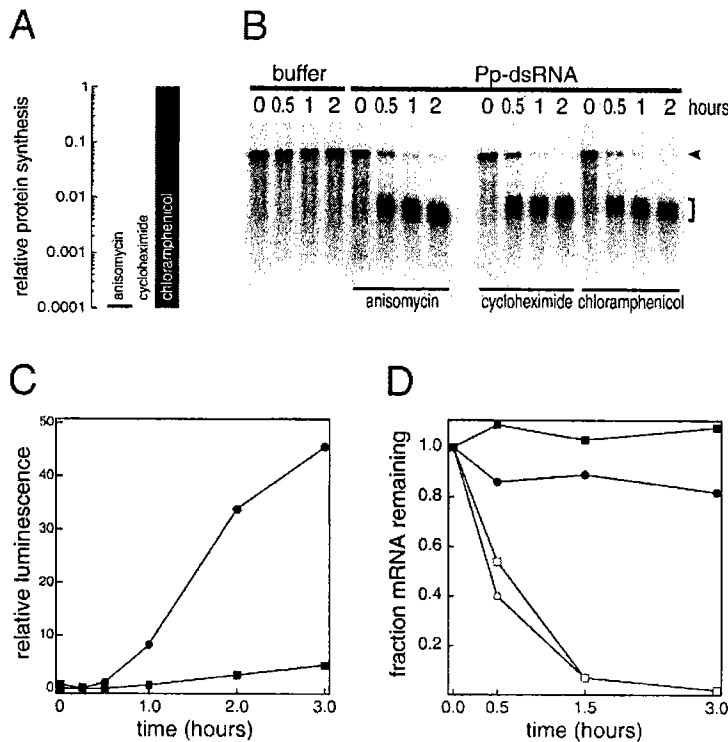 A
relative protein synthesis
1
0.1
0.01
0.001
0.0001
anisomycin
cycloheximide
chloramphenicol
B
buffer
Pp-dsRNA
0 0.5 1 2 0 0.5 1 2 0 0.5 1 2 0 0.5 1 2 hours
anisomycin
cycloheximide
chloramphenicol
C
relative luminescence
50
40
30
20
10
0
0 1.0 2.0 3.0
time (hours)
D
fraction mRNA remaining
1.0
0.8
0.6
0.4
0.2
0.0 0.5 1.5 3.0
time (hours)